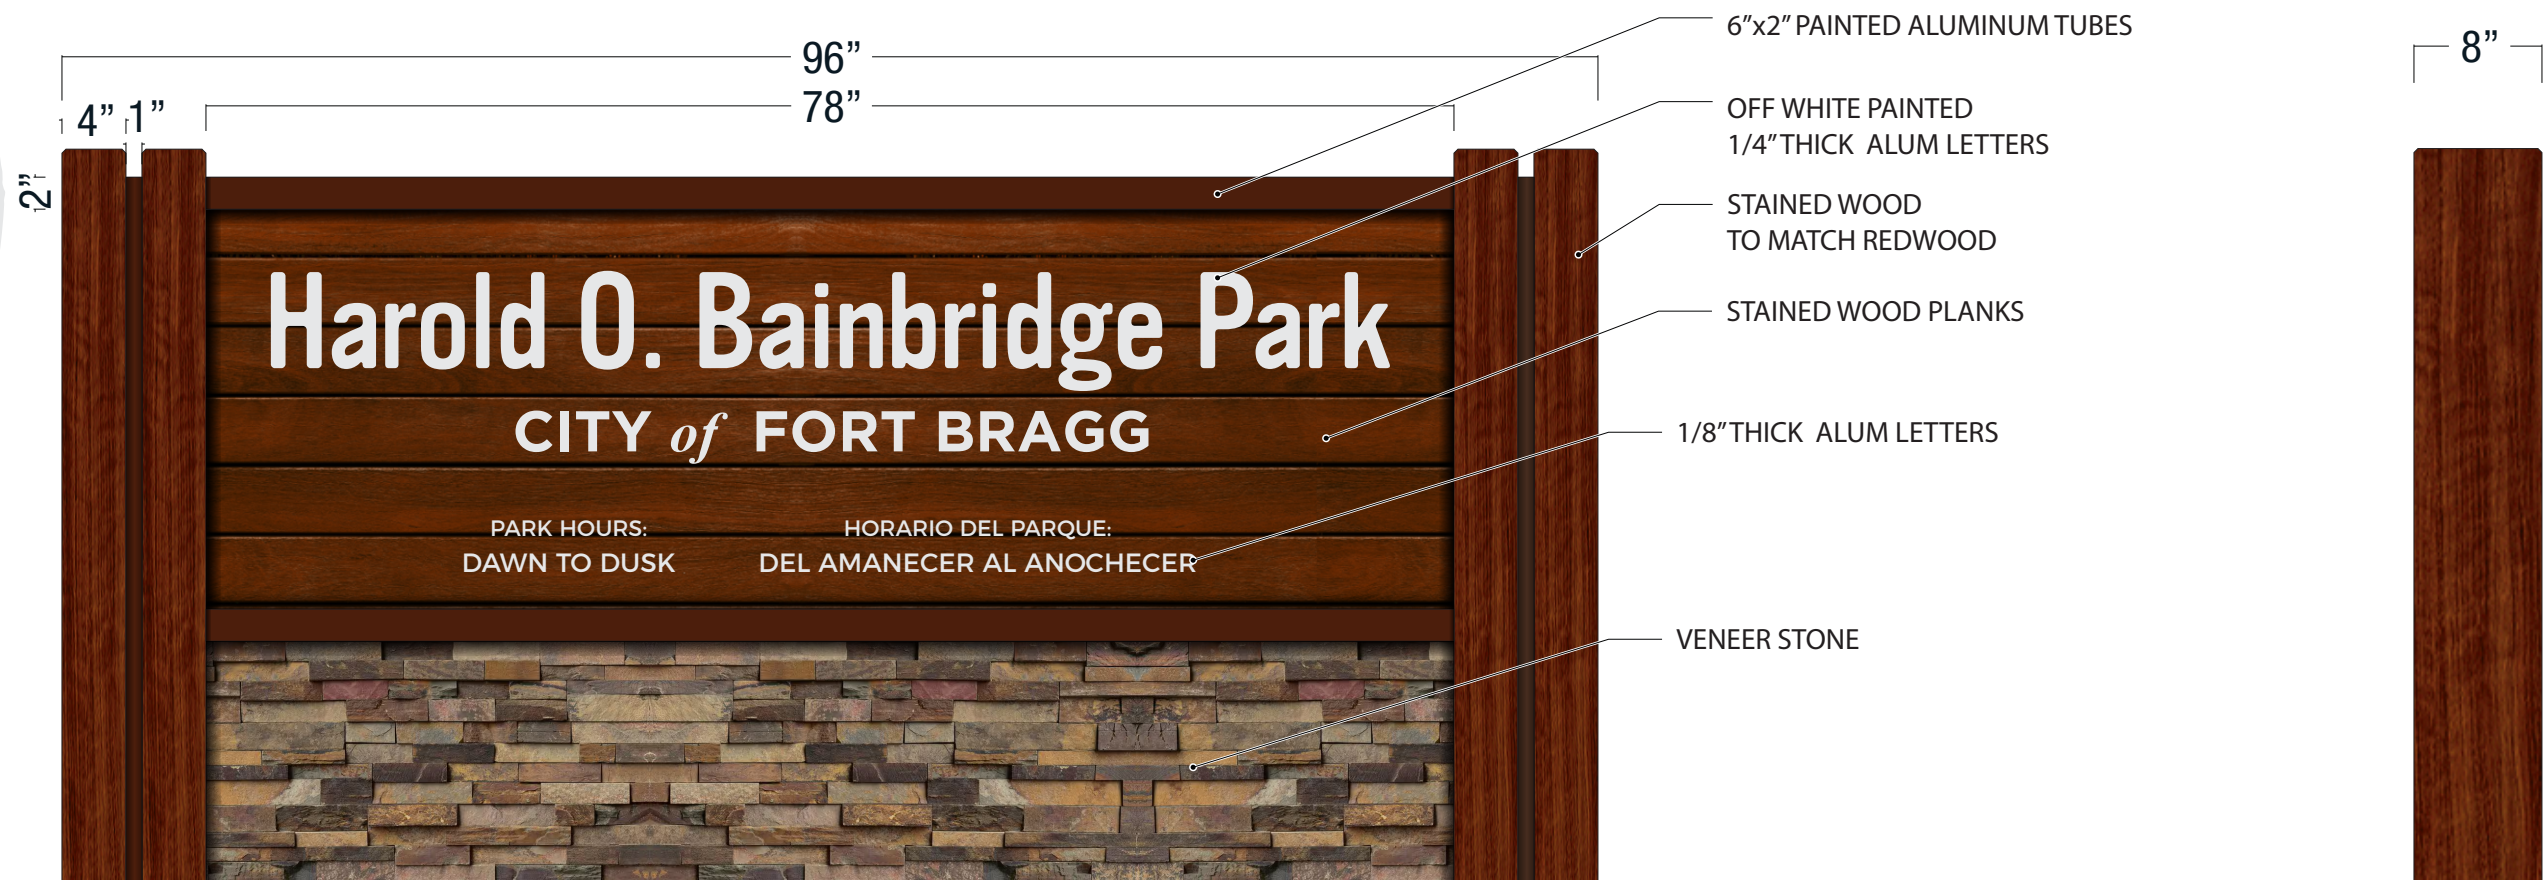 96”
78”
4” 1”
2”
8”
6”x2” PAINTED ALUMINUM TUBES
OFF WHITE PAINTED
1/4” THICK ALUM LETTERS
STAINED WOOD
TO MATCH REDWOOD
STAINED WOOD PLANKS
1/8” THICK ALUM LETTERS
VENEER STONE
Harold O. Bainbridge Park
CITY of FORT BRAGG
PARK HOURS:
DAWN TO DUSK
HORARIO DEL PARQUE:
DEL AMANECER AL ANOCHECER